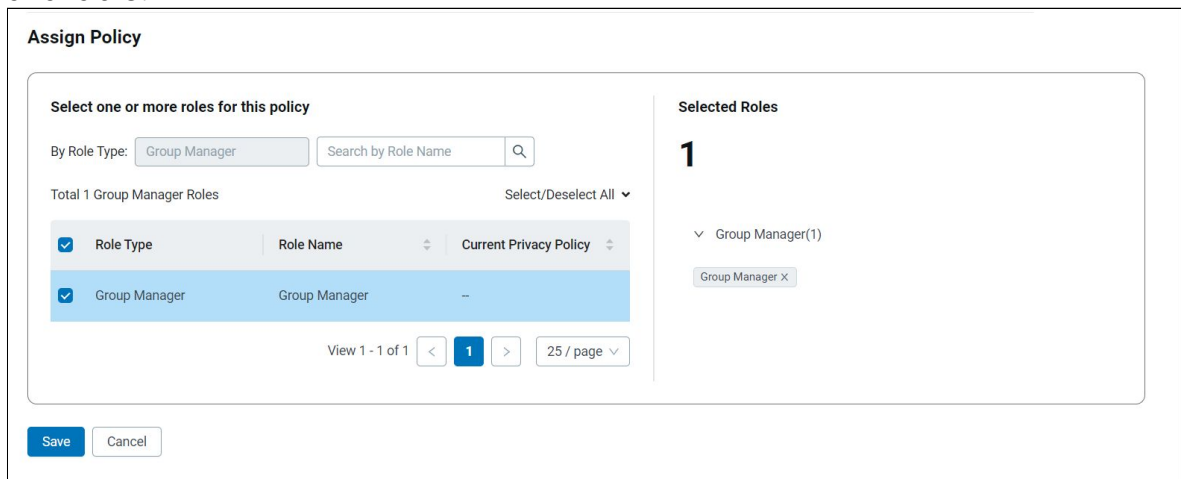 Assign Policy
Select one or more roles for this policy
By Role Type: Group Manager Search by Role Name
Total 1 Group Manager Roles Select/Deselect All
Role Type Role Name Current Privacy Policy
Group Manager Group Manager --
View 1 - 1 of 1 < 1 > 25 / page
Selected Roles
1
Group Manager(1)
Group Manager X
Save Cancel